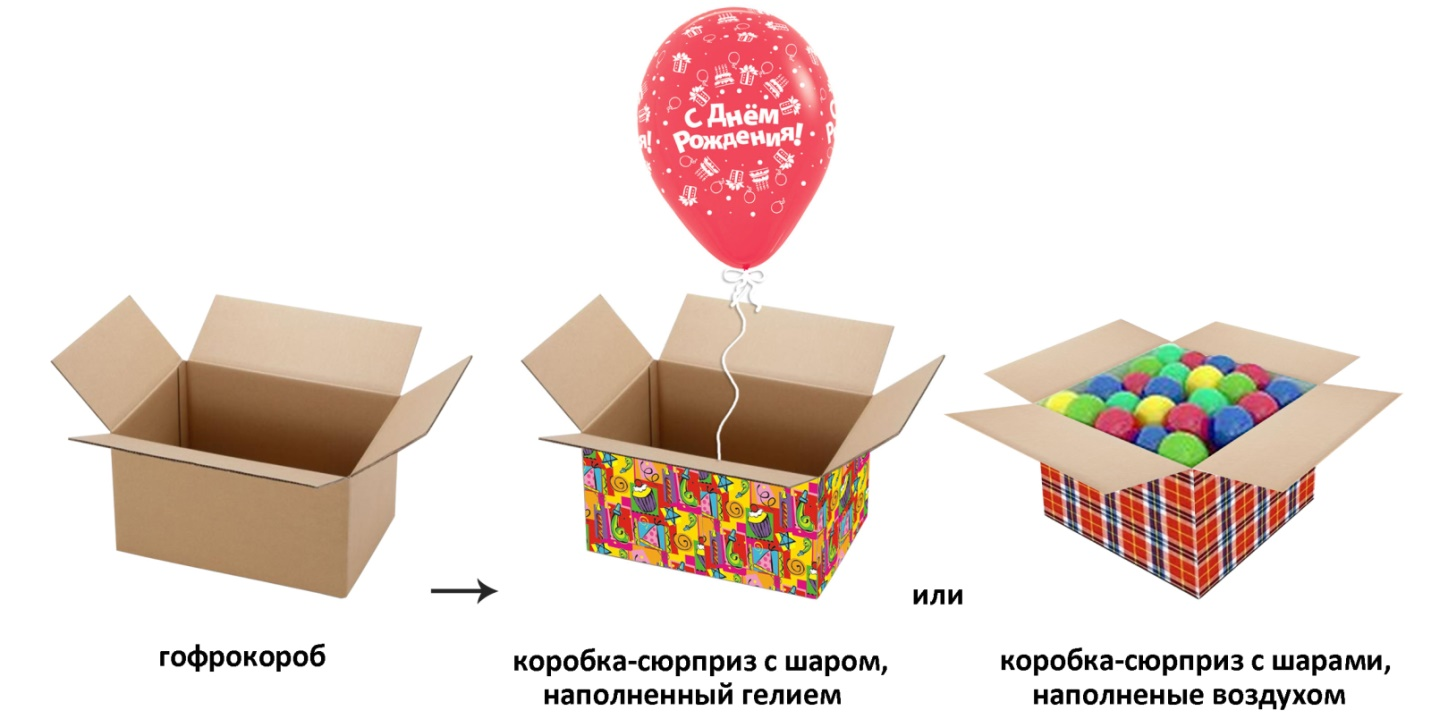 С Днём
Рождения!
или
гофрокороб
коробка-сюрприз с шаром,
наполненный гелием
коробка-сюрприз с шарами,
наполненые воздухом